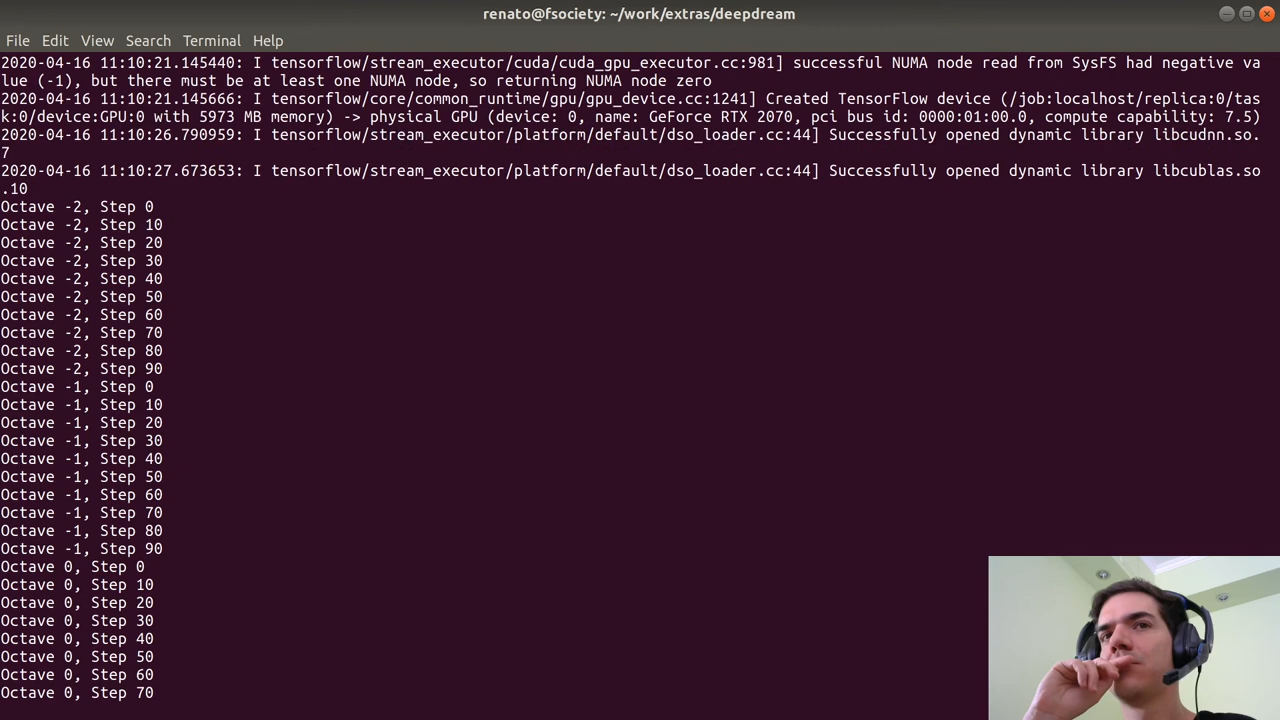 renato@fsociety: ~/work/extras/deepdream
File Edit View Search Terminal Help
2020-04-16 11:10:21.145440: I tensorflow/stream_executor/cuda/cuda_gpu_executor.cc:981] successful NUMA node read from SysFS had negative va
lue (-1), but there must be at least one NUMA node, so returning NUMA node zero
2020-04-16 11:10:21.145666: I tensorflow/core/common_runtime/gpu/gpu_device.cc:1241] Created TensorFlow device (/job:localhost/replica:0/tas
k:0/device:GPU:0 with 5973 MB memory) -> physical GPU (device: 0, name: GeForce RTX 2070, pci bus id: 0000:01:00.0, compute capability: 7.5)
2020-04-16 11:10:26.790959: I tensorflow/stream_executor/platform/default/dso_loader.cc:44] Successfully opened dynamic library libcudnn.so.
7
2020-04-16 11:10:27.673653: I tensorflow/stream_executor/platform/default/dso_loader.cc:44] Successfully opened dynamic library libcublas.so
.10
Octave -2, Step 0
Octave -2, Step 10
Octave -2, Step 20
Octave -2, Step 30
Octave -2, Step 40
Octave -2, Step 50
Octave -2, Step 60
Octave -2, Step 70
Octave -2, Step 80
Octave -2, Step 90
Octave -1, Step 0
Octave -1, Step 10
Octave -1, Step 20
Octave -1, Step 30
Octave -1, Step 40
Octave -1, Step 50
Octave -1, Step 60
Octave -1, Step 70
Octave -1, Step 80
Octave -1, Step 90
Octave 0, Step 0
Octave 0, Step 10
Octave 0, Step 20
Octave 0, Step 30
Octave 0, Step 40
Octave 0, Step 50
Octave 0, Step 60
Octave 0, Step 70